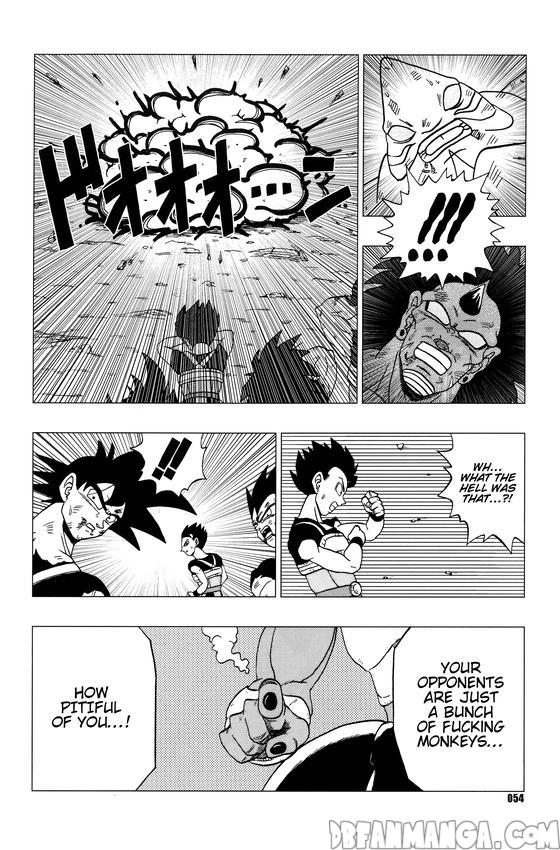 ドオオオ...
!!!...
!!
WH...
WHAT THE
HELL WAS
THAT...?!
HOW
PITIFUL
OF YOU...!
YOUR
OPPONENTS
ARE JUST
A BUNCH
OF FUCKING
MONKEYS...
054
DBFANMANGA.COM